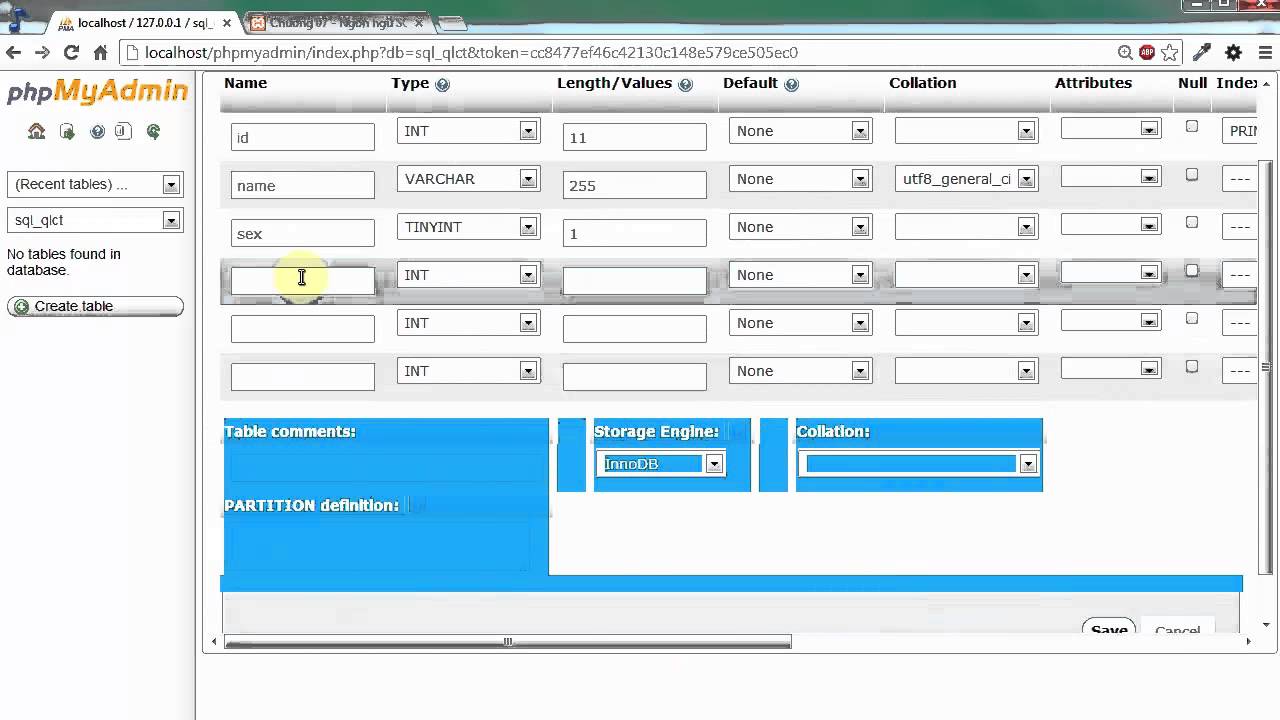 localhost / 127.0.0.1 / sql_
Chương 07 - Ngôn ngữ SQ
localhost/phpmyadmin/index.php?db=sql_qlct&token=cc8477ef46c42130c148e579ce505ec0
ABP
phpMyAdmin
(Recent tables) ...
sql_qlct
No tables found in
database.
Create table
Name Type Length/Values Default Collation Attributes Null Index
id INT 11 None PRI
name VARCHAR 255 None utf8_general_ci ---
sex TINYINT 1 None ---
INT None ---
INT None ---
INT None ---
Table comments: Storage Engine: Collation:
InnoDB
PARTITION definition:
Save Cancel